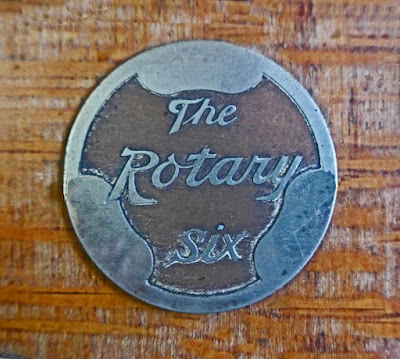 The
Rotary
Six